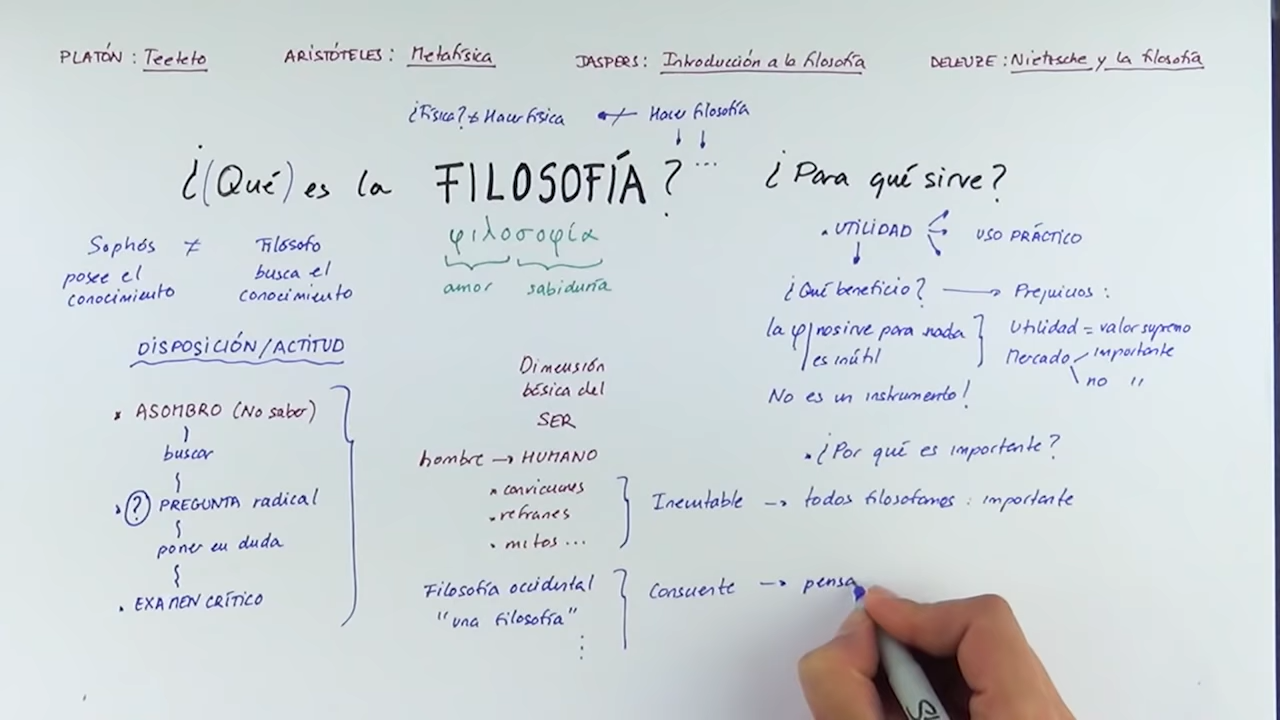 PLATÓN : Teeteto
ARISTÓTELES : Metafísica
JASPERS : Introducción a la filosofía
DELEUZE : Nietzsche y la filosofía
¿Física? ≠ Hacer física
Hacer filosofía
...
¿(Qué) es la FILOSOFÍA?
¿Para qué sirve?
Sophós ≠ Filósofo
posee el conocimiento
busca el conocimiento
φιλοσοφία
amor sabiduría
DISPOSICIÓN/ACTITUD
ASOMBRO (No saber)
buscar
? PREGUNTA radical
poner en duda
EXAMEN CRÍTICO
Dimensión
básica del
SER
hombre → HUMANO
convicciones
refranes
mitos ...
Filosofía occidental
"una filosofía"
UTILIDAD
USO PRÁCTICO
¿Qué beneficio? → Prejuicios :
la φ no sirve para nada
es inútil
Utilidad = valor supremo
Mercado importante
no "
No es un instrumento!
¿Por qué es importante?
Inevitable → todos filosofamos : importante
Consciente → pensa